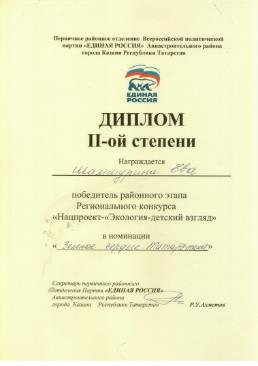 Первичное районное отделение Всероссийской политической
партии «ЕДИНАЯ РОССИЯ» Авиастроительного района
города Казани Республики Татарстан
ЕДИНАЯ
РОССИЯ
ДИПЛОМ
II-ой степени
Награждается
Шамшурина Ева
победитель районного этапа
Регионального конкурса
«Нацпроект-«Экология-детский взгляд»
в номинации
« Зеленое сердце Татарстана»
Секретарь первичного районного
Отделения Партии «ЕДИНАЯ РОССИЯ»
Авиастроительного района
города Казани Республики Татарстан Р.У.Ахметов